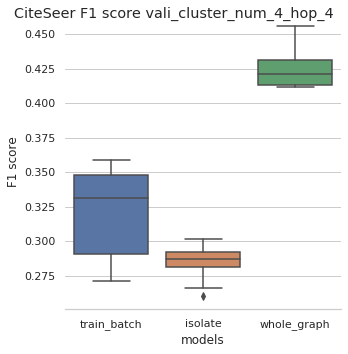 CiteSeer F1 score vali_cluster_num_4_hop_4
0.450
0.425
0.400
0.375
0.350
0.325
0.300
0.275
F1 score
train_batch isolate whole_graph
models